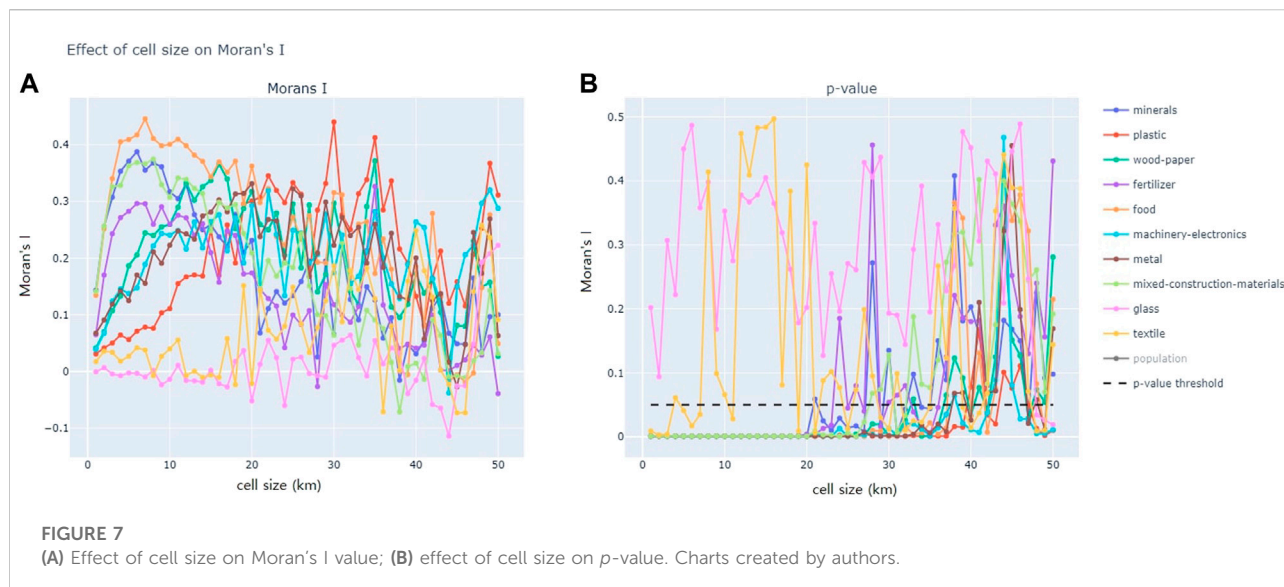 Effect of cell size on Moran's I
A
Morans I
Moran's I
0.4
0.3
0.2
0.1
0
−0.1
0
10
20
30
40
50
cell size (km)
B
p-value
Moran's I
0.5
0.4
0.3
0.2
0.1
0
0
10
20
30
40
50
cell size (km)
minerals
plastic
wood-paper
fertilizer
food
machinery-electronics
metal
mixed-construction-materials
glass
textile
population
p-value threshold
FIGURE 7
(A) Effect of cell size on Moran’s I value; (B) effect of cell size on p-value. Charts created by authors.